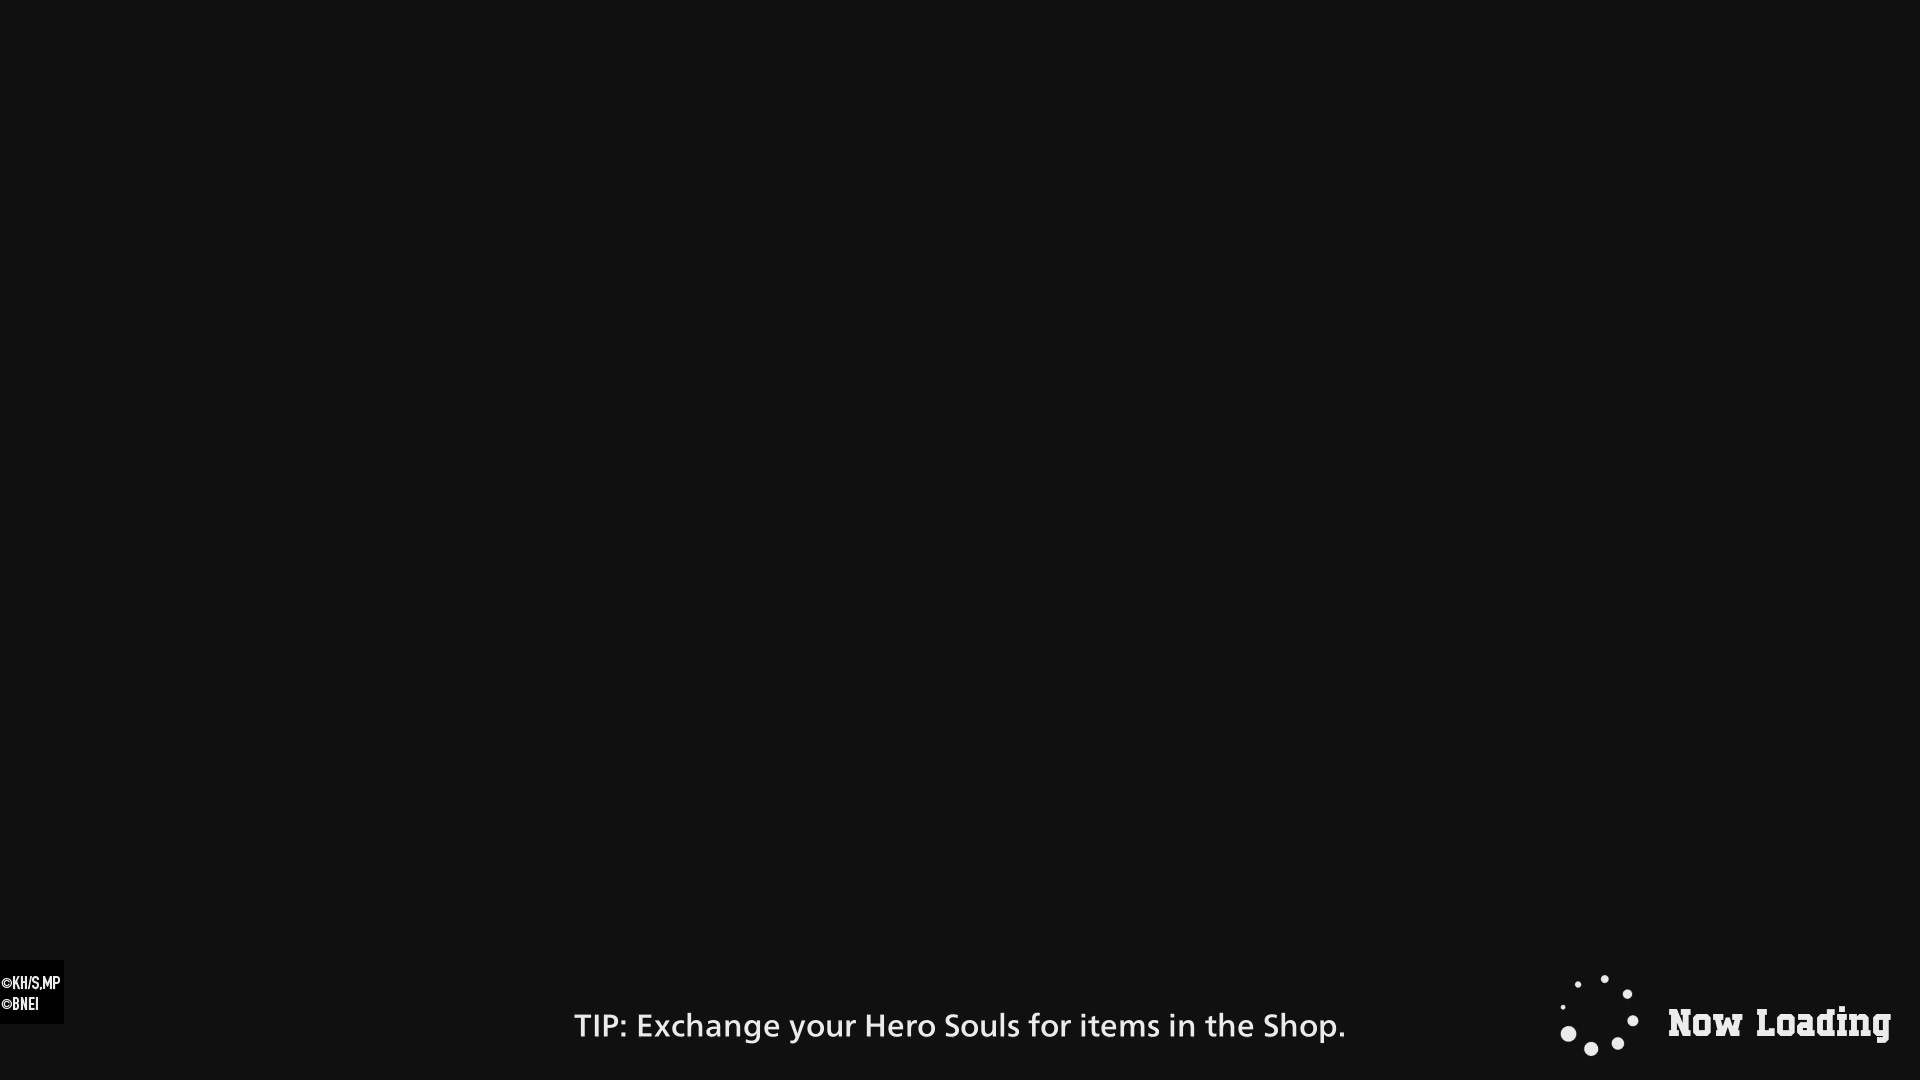 ©KH/S,MP
©BNEI
TIP: Exchange your Hero Souls for items in the Shop.
Now Loading